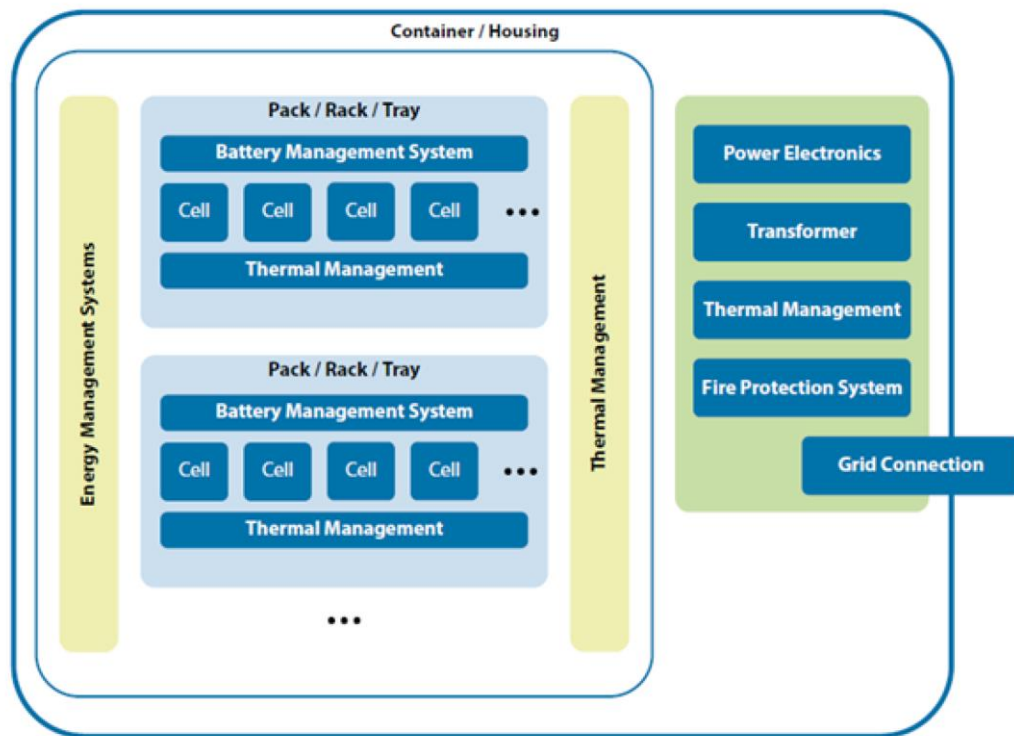 Container / Housing
Energy Management Systems
Pack / Rack / Tray
Battery Management System
Cell Cell Cell Cell •••
Thermal Management
Pack / Rack / Tray
Battery Management System
Cell Cell Cell Cell •••
Thermal Management
•••
Thermal Management
Power Electronics
Transformer
Thermal Management
Fire Protection System
Grid Connection